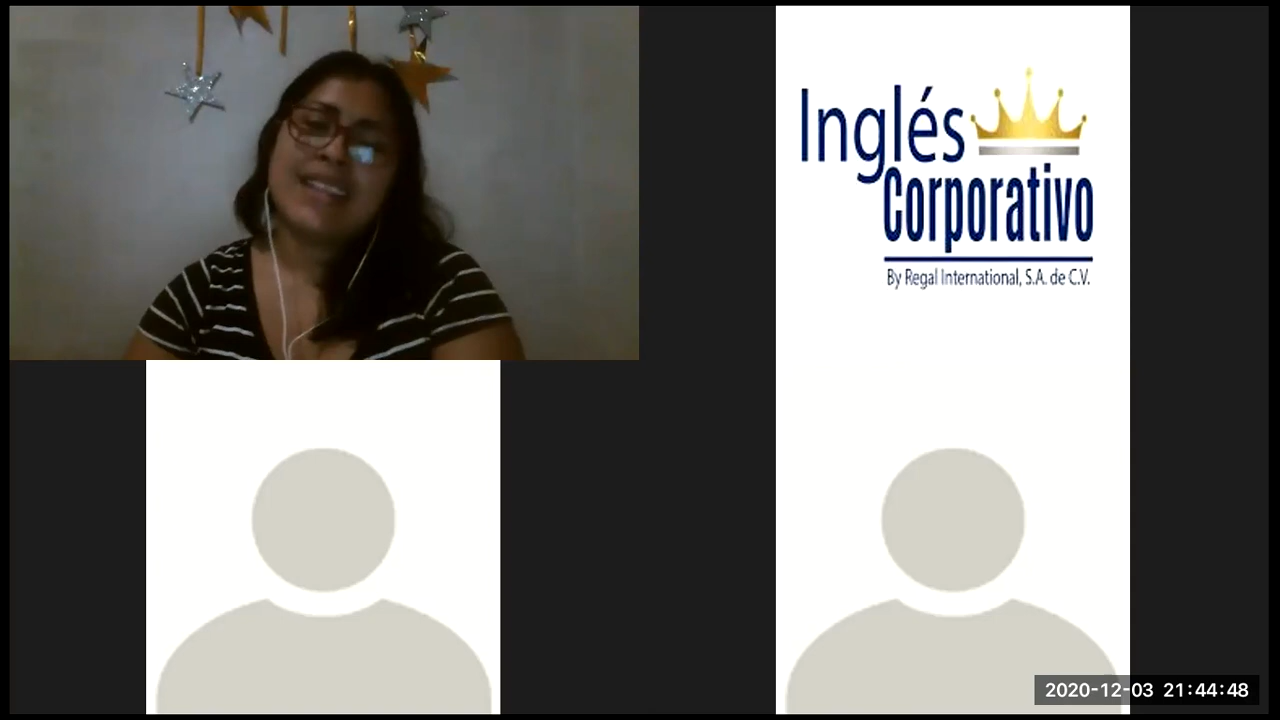 Inglés
Corporativo
By Regal International, S.A. de C.V.
2020-12-03 21:44:48